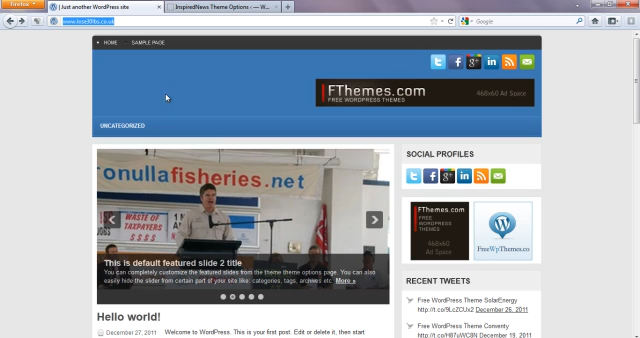 Firefox
| Just another WordPress site
InspiredNews Theme Options ‹ — W...
www.lose30lbs.co.uk
Google
HOME
SAMPLE PAGE
FThemes.com
FREE WORDPRESS THEMES
468x60 Ad Space
UNCATEGORIZED
onullafisheries.net
JOBS
WASTE OF
TAXPAYERS
$$$$
This is default featured slide 2 title
You can completely customize the featured slides from the theme theme options page. You can also
easily hide the slider from certain part of your site like: categories, tags, archives etc. More »
Hello world!
December 27, 2011
Welcome to WordPress. This is your first post. Edit or delete it, then start
SOCIAL PROFILES
FThemes.com
FREE
WORDPRESS
THEMES
468x60
Ad Space
FreeWpThemes.co
RECENT TWEETS
Free WordPress Theme SolarEnergy
http://t.co/9LcZCUx2 December 26, 2011
Free WordPress Theme Conventy
http://t.co/H87uWC8N December 19, 2011